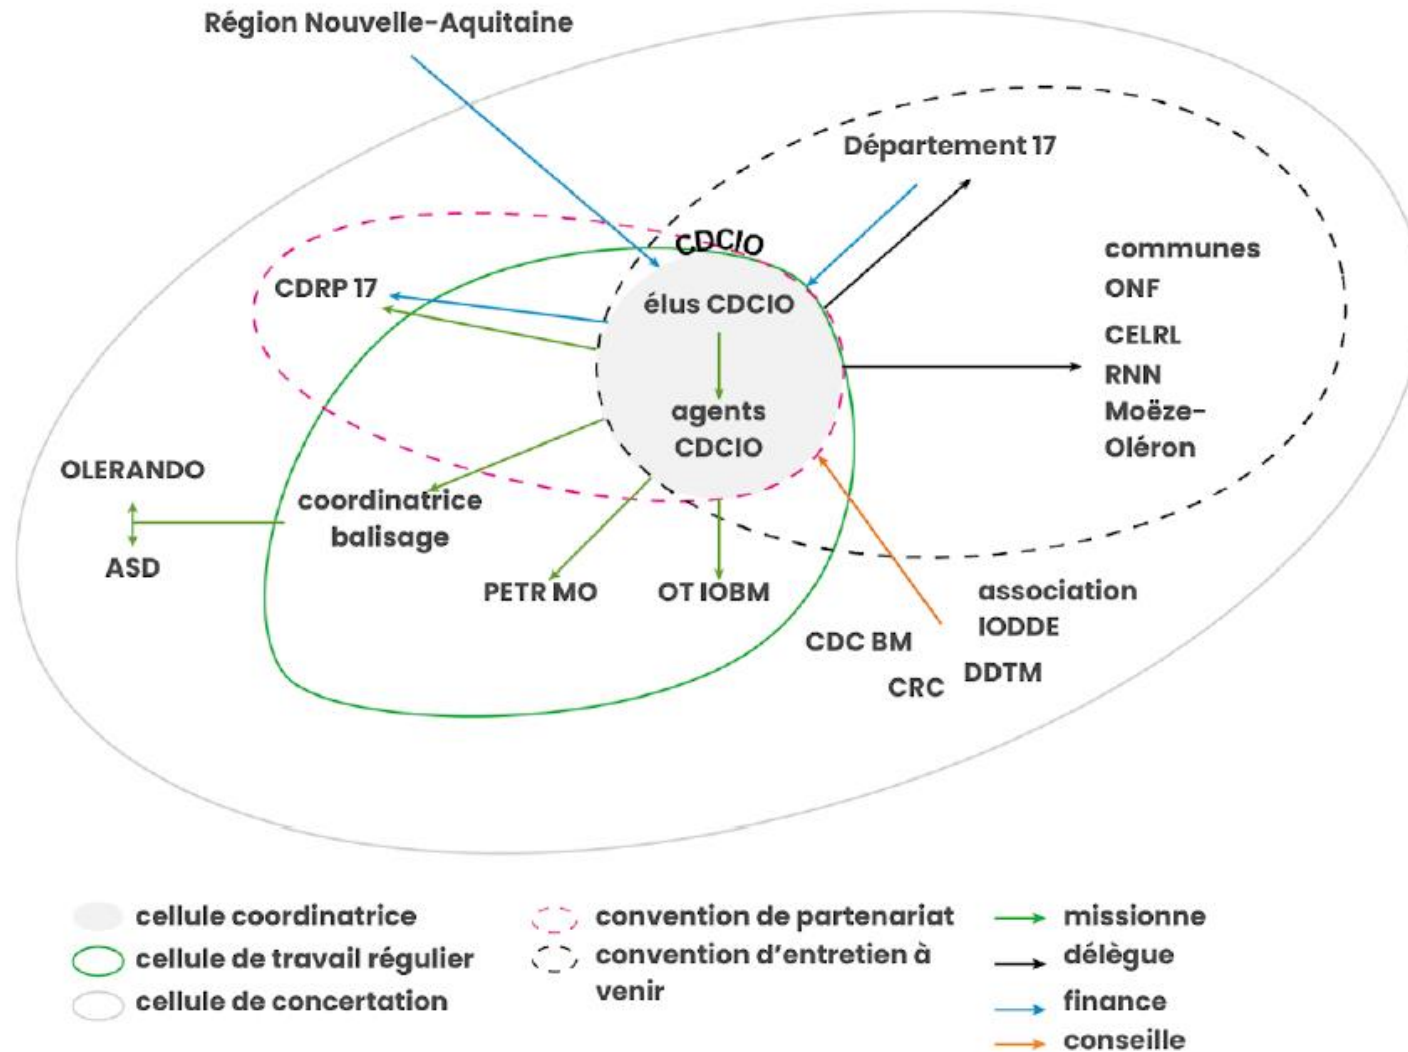 Région Nouvelle-Aquitaine
Département 17
CDCIO
communes
CDRP 17
ONF
élus CDCIO
CELRL
RNN
agents
Moëze-
CDCIO
Oléron
OLERANDO
coordinatrice
balisage
ASD
PETR MO
OT IOBM
association
IODDE
CDC BM
DDTM
CRC
cellule coordinatrice
cellule de travail régulier
cellule de concertation
convention de partenariat
convention d'entretien à
venir
missionne
délègue
finance
conseille